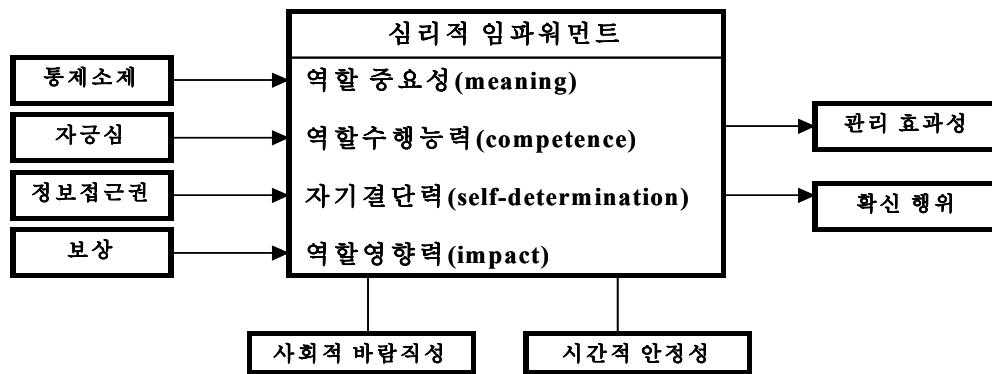 심리적 임파워먼트
통제소제
자긍심
정보접근권
보상
역할 중요성(meaning)
역할수행능력(competence)
자기결단력(self-determination)
역할영향력(impact)
관리 효과성
확신 행위
사회적 바람직성
시간적 안정성